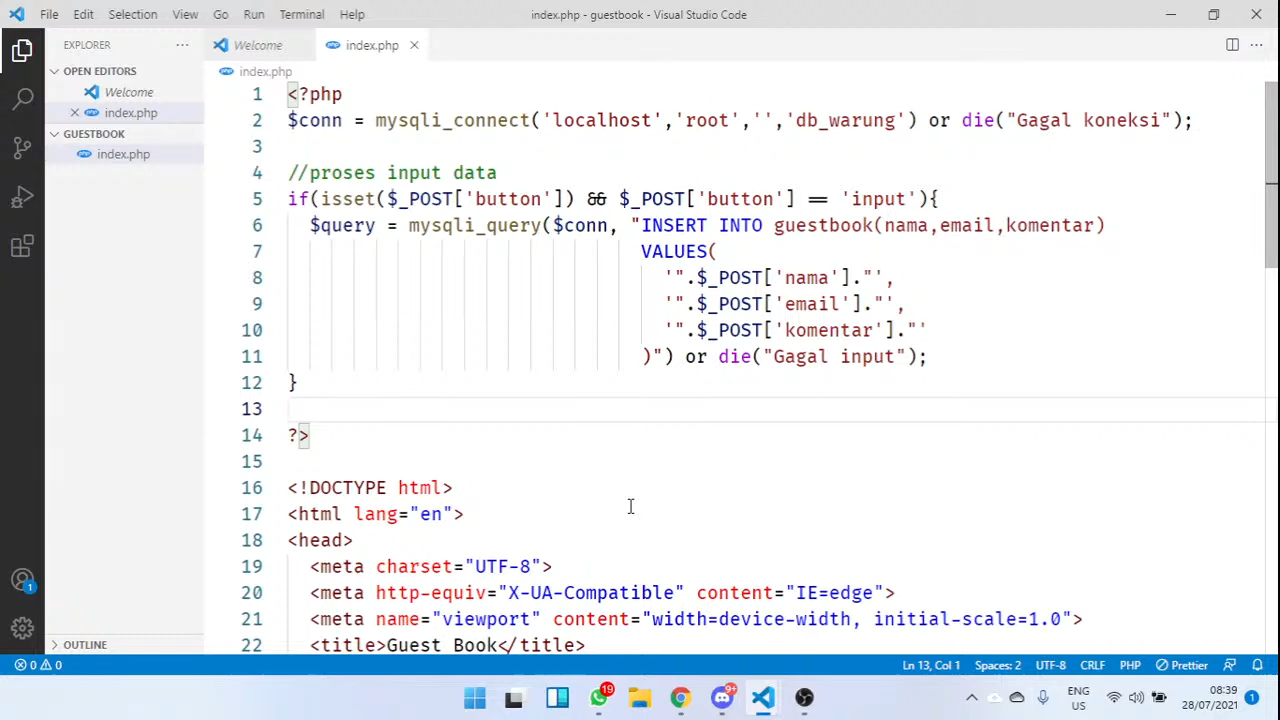 File Edit Selection View Go Run Terminal Help index.php - guestbook - Visual Studio Code
EXPLORER
Welcome
index.php
OPEN EDITORS
Welcome
index.php
GUESTBOOK
index.php
OUTLINE
index.php
1 <?php
2 $conn = mysqli_connect('localhost','root','','db_warung') or die("Gagal koneksi");
3
4 //proses input data
5 if(isset($_POST['button']) && $_POST['button'] == 'input'){
6 $query = mysqli_query($conn, "INSERT INTO guestbook(nama,email,komentar)
7 VALUES(
8 '".$_POST['nama']."',
9 '".$_POST['email']."',
10 '".$_POST['komentar']."'
11 )") or die("Gagal input");
12 }
13
14 ?>
15
16 <!DOCTYPE html>
17 <html lang="en">
18 <head>
19 <meta charset="UTF-8">
20 <meta http-equiv="X-UA-Compatible" content="IE=edge">
21 <meta name="viewport" content="width=device-width, initial-scale=1.0">
22 <title>Guest Book</title>
1
0 0 Ln 13, Col 1 Spaces: 2 UTF-8 CRLF PHP Prettier
19
9+
ENG
US
08:39
28/07/2021
1